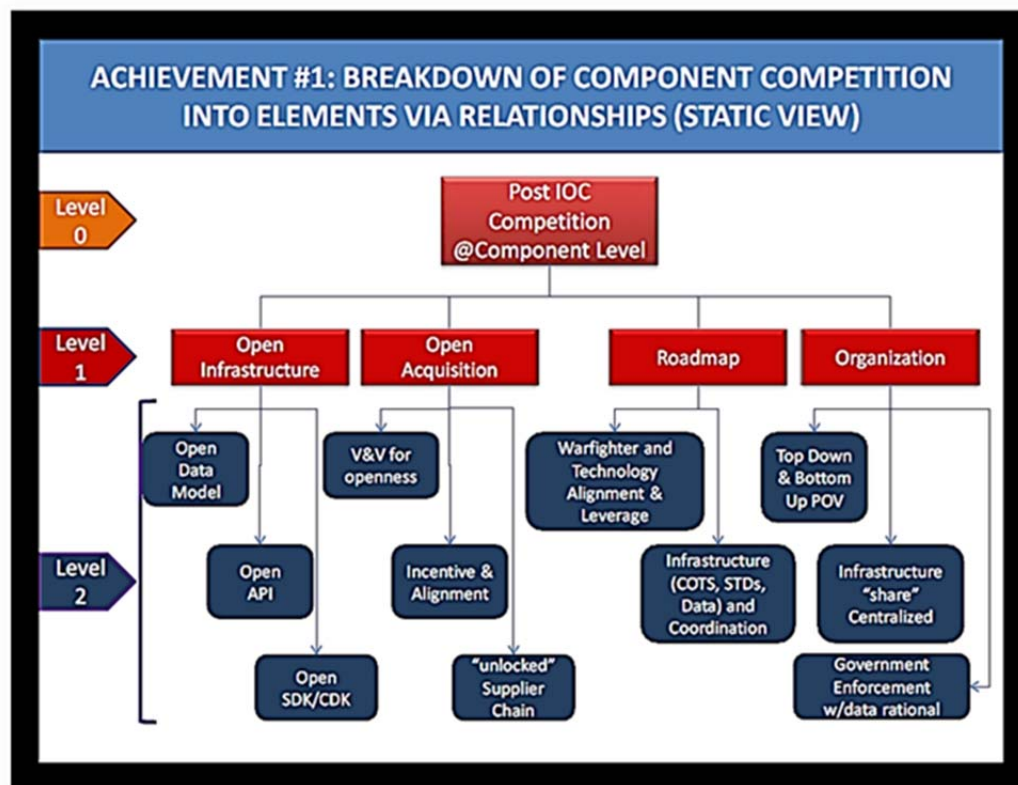 ACHIEVEMENT #1: BREAKDOWN OF COMPONENT COMPETITION
INTO ELEMENTS VIA RELATIONSHIPS (STATIC VIEW)
Level
0
Post IOC
Competition
@Component Level
Level
1
Open
Infrastructure
Open
Acquisition
Roadmap
Organization
Level
2
Open
Data
Model
V&V for
openness
Warfighter and
Technology
Alignment &
Leverage
Top Down
& Bottom
Up POV
Open
API
Incentive &
Alignment
Infrastructure
(COTS, STDs,
Data) and
Coordination
Infrastructure
“share”
Centralized
Open
SDK/CDK
“unlocked”
Supplier
Chain
Government
Enforcement
w/data rational